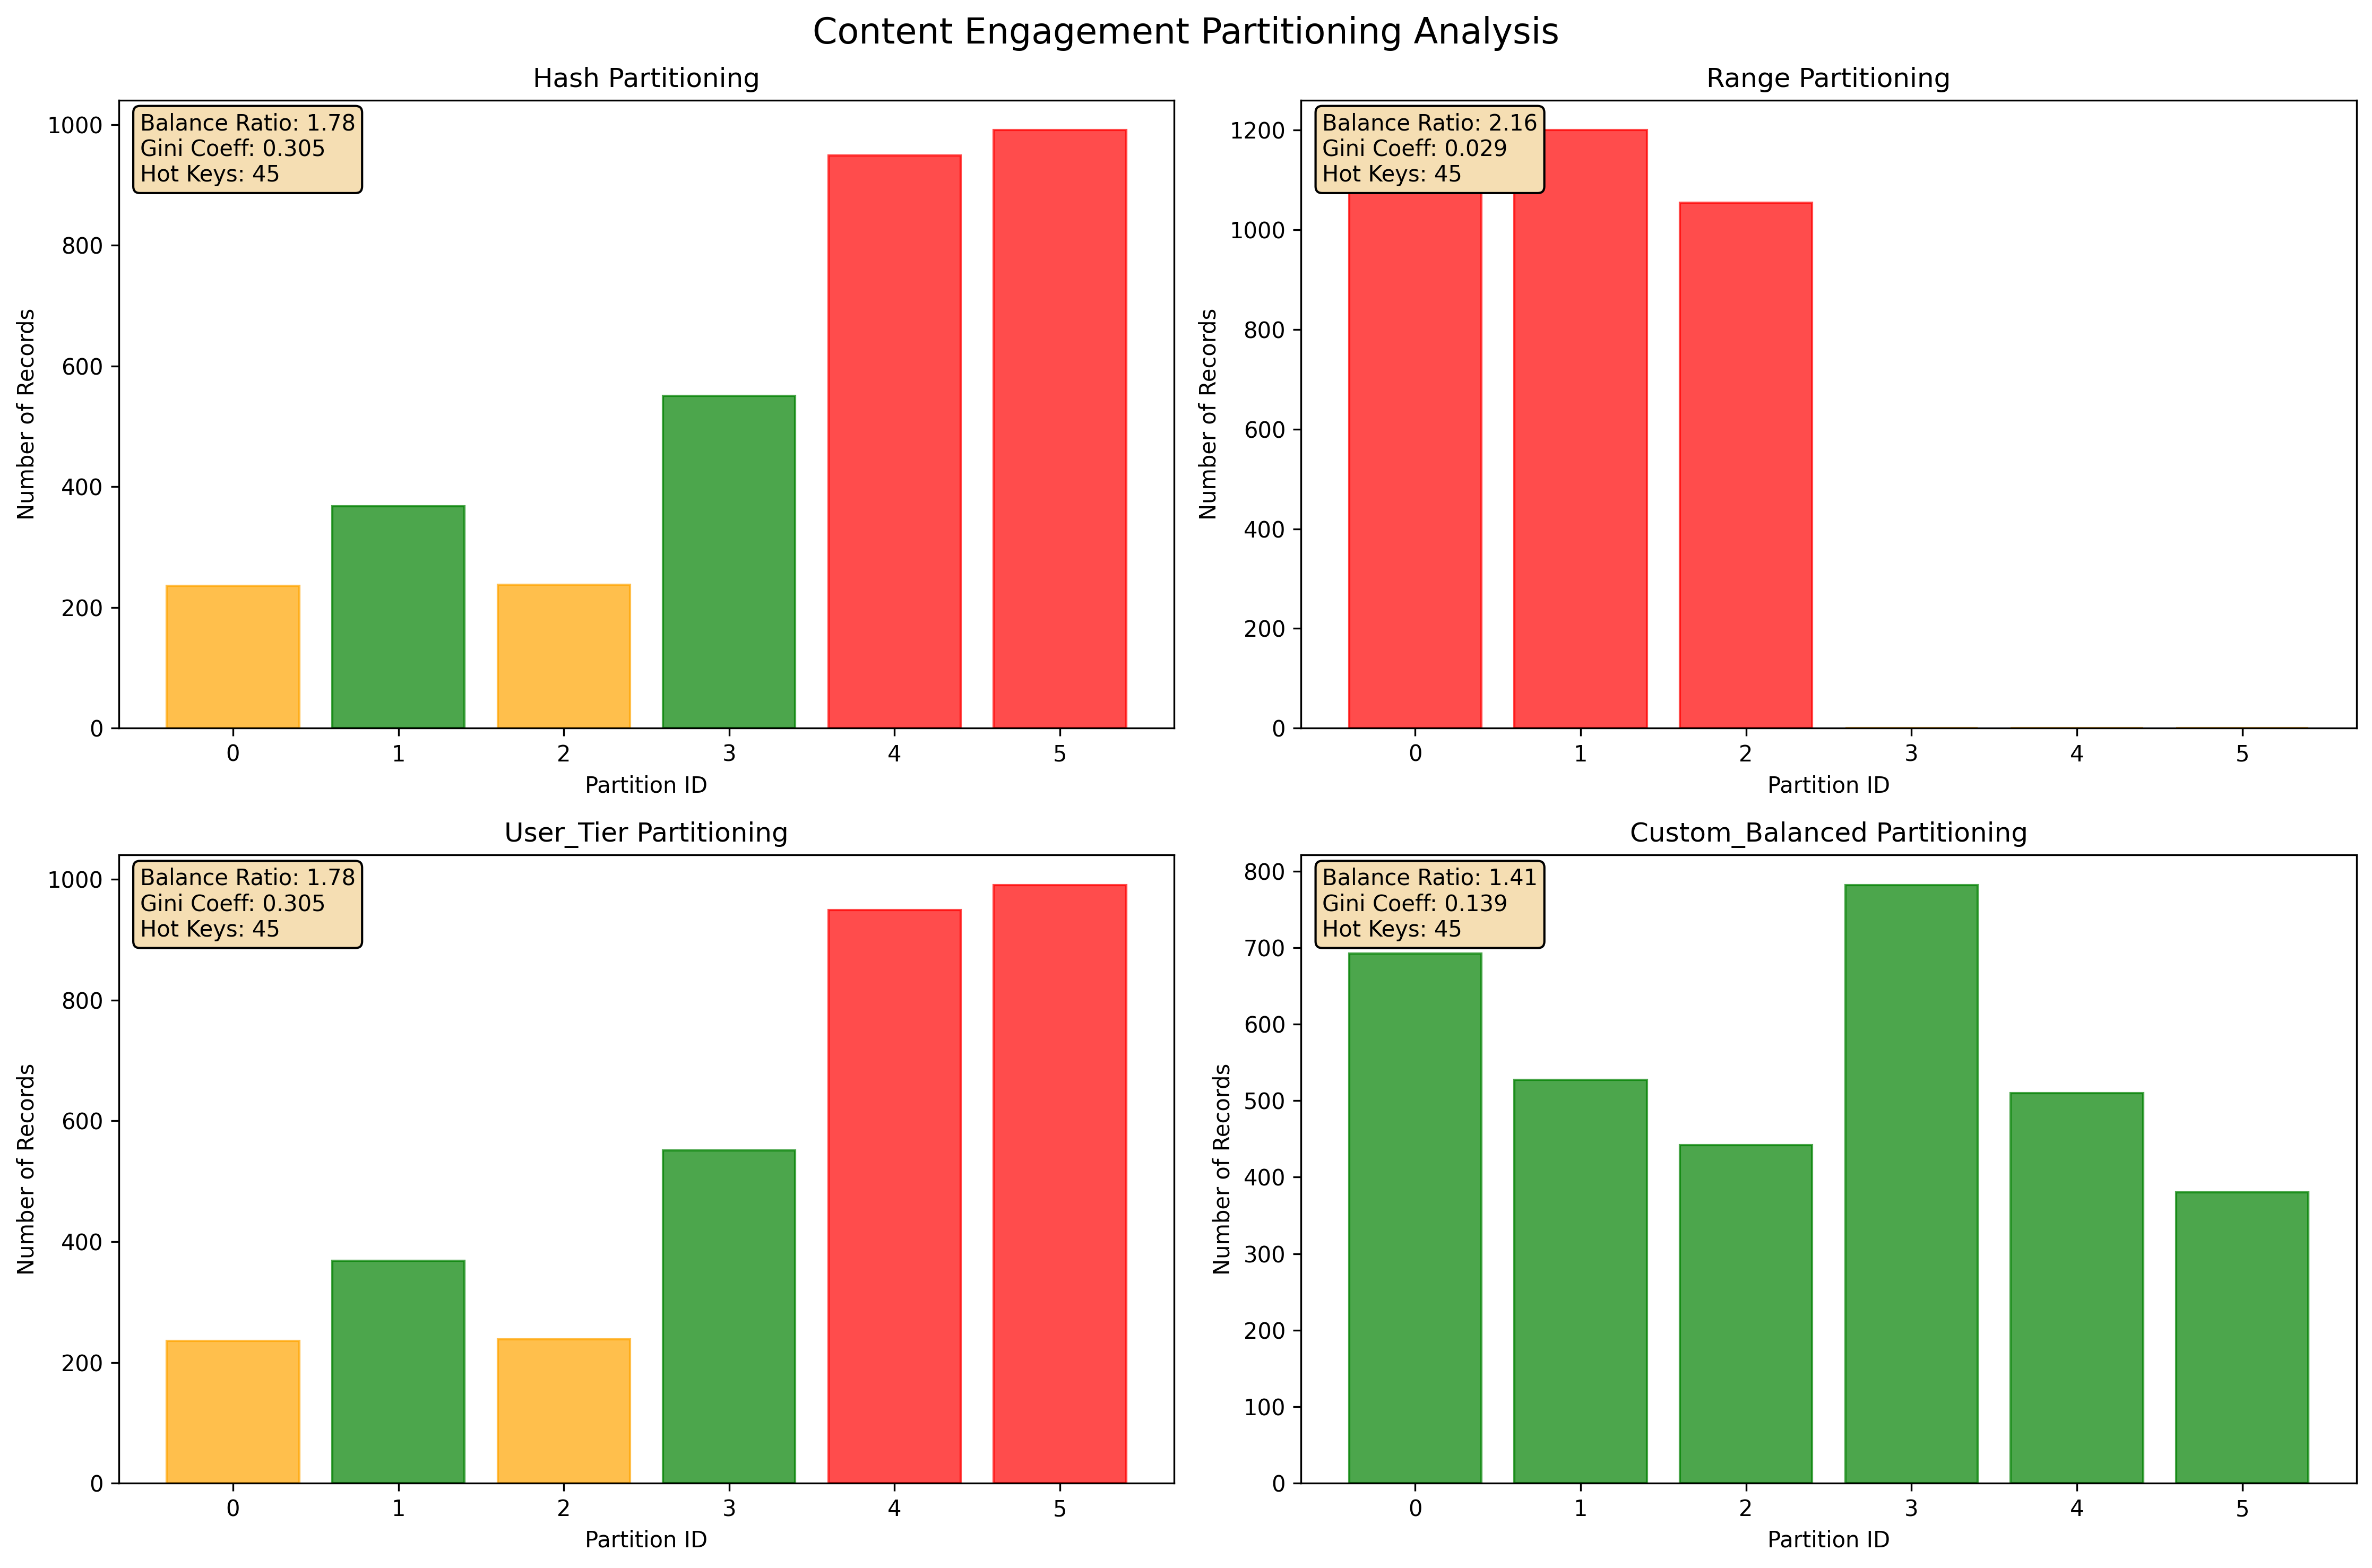 Content Engagement Partitioning Analysis
Hash Partitioning
Balance Ratio: 1.78
Gini Coeff: 0.305
Hot Keys: 45
Number of Records
1000
800
600
400
200
0
0 1 2 3 4 5
Partition ID
Range Partitioning
Balance Ratio: 2.16
Gini Coeff: 0.029
Hot Keys: 45
Number of Records
1200
1000
800
600
400
200
0
0 1 2 3 4 5
Partition ID
User_Tier Partitioning
Balance Ratio: 1.78
Gini Coeff: 0.305
Hot Keys: 45
Number of Records
1000
800
600
400
200
0
0 1 2 3 4 5
Partition ID
Custom_Balanced Partitioning
Balance Ratio: 1.41
Gini Coeff: 0.139
Hot Keys: 45
Number of Records
800
700
600
500
400
300
200
100
0
0 1 2 3 4 5
Partition ID